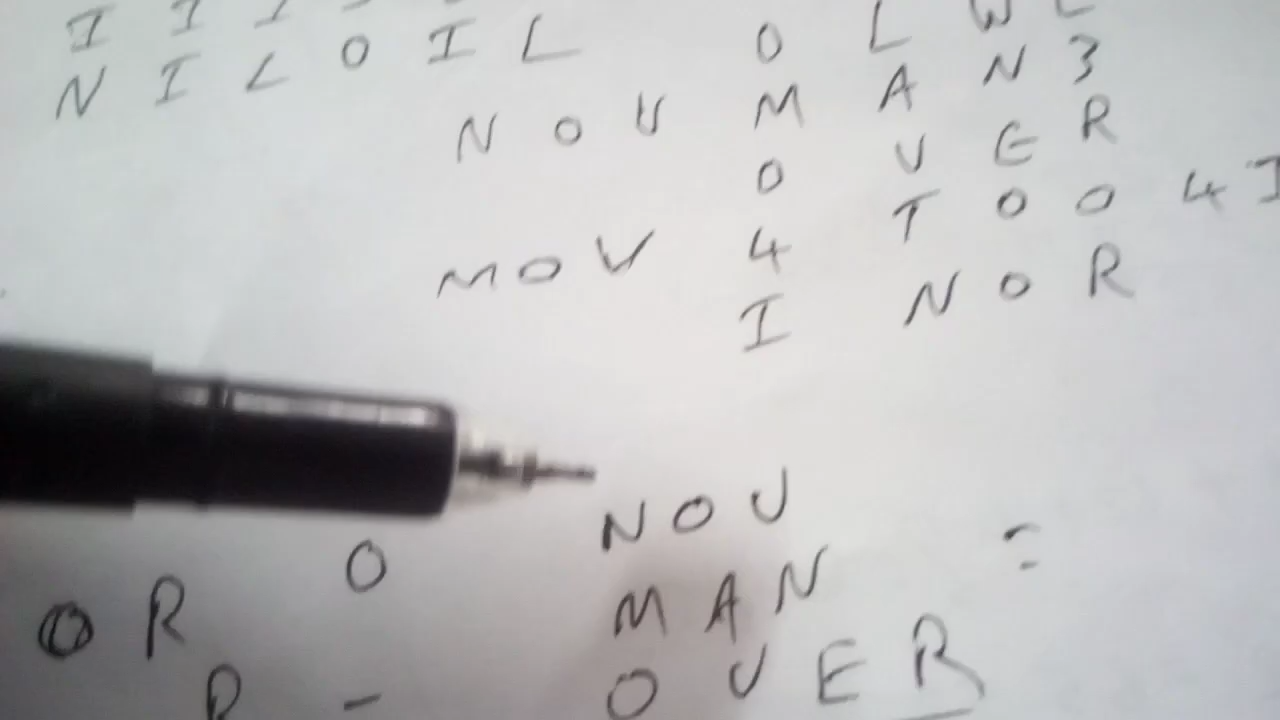 N I L O I L O L W L
N O V M A N 3
O V E R
M O V 4 T O O 4 I
I N O R
O N O V =
O R M A N
O V E R